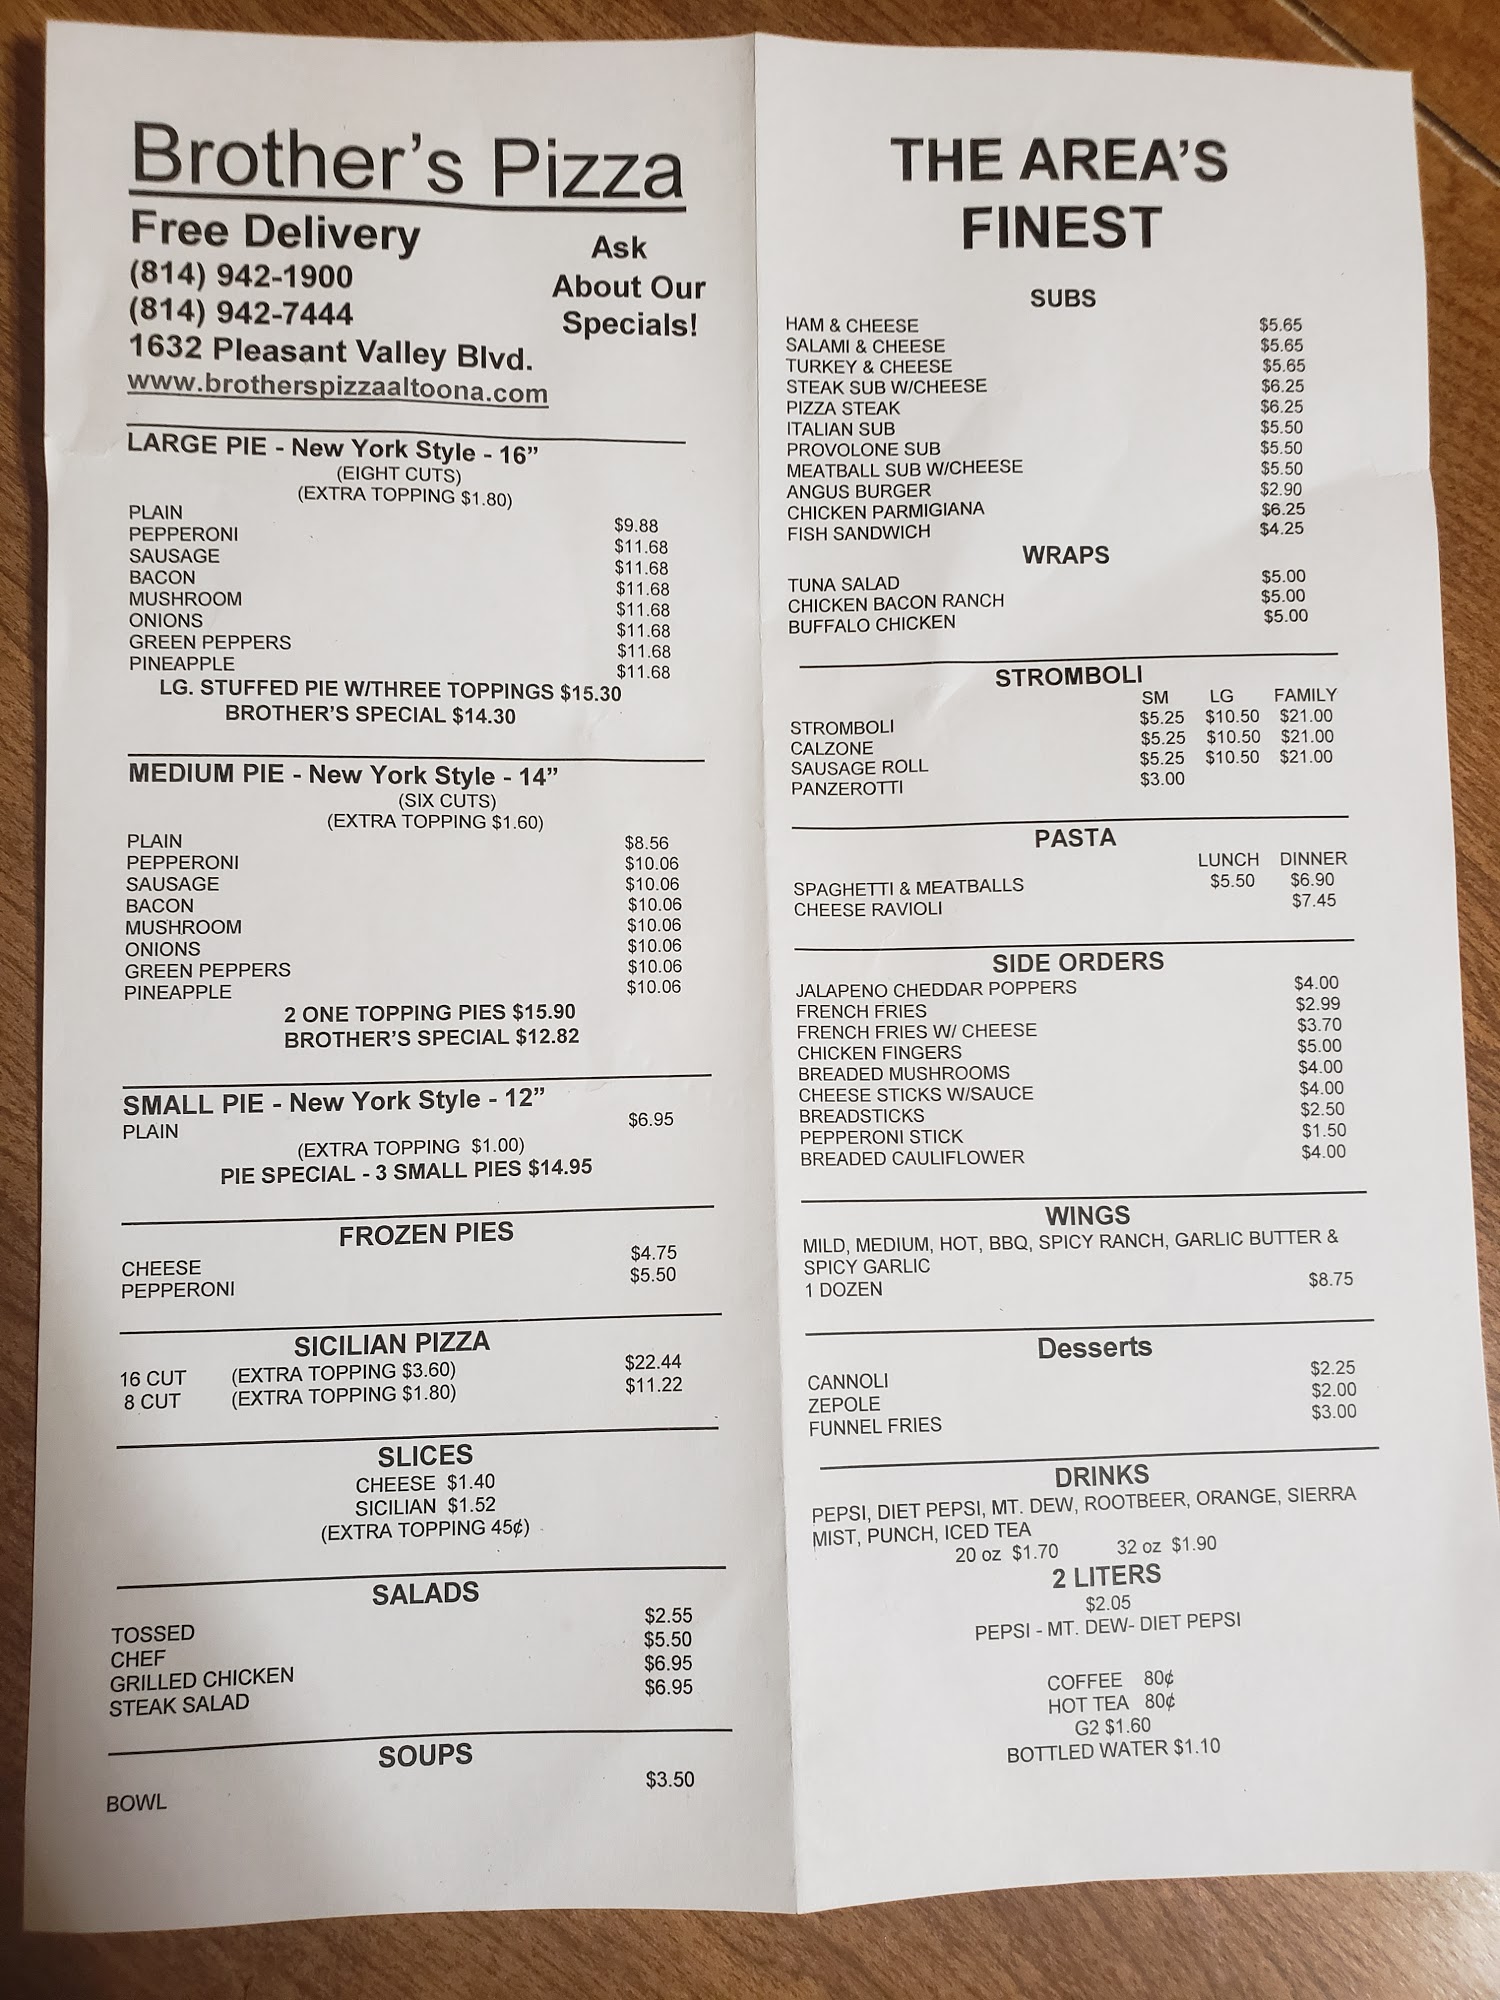 Brother's Pizza
Free Delivery
(814) 942-1900
(814) 942-7444
1632 Pleasant Valley Blvd.
www.brotherspizzaaltoona.com
Ask
About Our
Specials!
LARGE PIE - New York Style - 16"
(EIGHT CUTS)
(EXTRA TOPPING $1.80)
PLAIN $9.88
PEPPERONI $11.68
SAUSAGE $11.68
BACON $11.68
MUSHROOM $11.68
ONIONS $11.68
GREEN PEPPERS $11.68
PINEAPPLE $11.68
LG. STUFFED PIE W/THREE TOPPINGS $15.30
BROTHER'S SPECIAL $14.30
MEDIUM PIE - New York Style - 14"
(SIX CUTS)
(EXTRA TOPPING $1.60)
PLAIN $8.56
PEPPERONI $10.06
SAUSAGE $10.06
BACON $10.06
MUSHROOM $10.06
ONIONS $10.06
GREEN PEPPERS $10.06
PINEAPPLE $10.06
2 ONE TOPPING PIES $15.90
BROTHER'S SPECIAL $12.82
SMALL PIE - New York Style - 12"
PLAIN $6.95
(EXTRA TOPPING $1.00)
PIE SPECIAL - 3 SMALL PIES $14.95
FROZEN PIES
CHEESE $4.75
PEPPERONI $5.50
SICILIAN PIZZA
16 CUT (EXTRA TOPPING $3.60) $22.44
8 CUT (EXTRA TOPPING $1.80) $11.22
SLICES
CHEESE $1.40
SICILIAN $1.52
(EXTRA TOPPING 45¢)
SALADS
TOSSED $2.55
CHEF $5.50
GRILLED CHICKEN $6.95
STEAK SALAD $6.95
SOUPS
BOWL $3.50
THE AREA'S
FINEST
SUBS
HAM & CHEESE $5.65
SALAMI & CHEESE $5.65
TURKEY & CHEESE $5.65
STEAK SUB W/CHEESE $6.25
PIZZA STEAK $6.25
ITALIAN SUB $5.50
PROVOLONE SUB $5.50
MEATBALL SUB W/CHEESE $5.50
ANGUS BURGER $2.90
CHICKEN PARMIGIANA $6.25
FISH SANDWICH $4.25
WRAPS
TUNA SALAD $5.00
CHICKEN BACON RANCH $5.00
BUFFALO CHICKEN $5.00
STROMBOLI
SM LG FAMILY
STROMBOLI $5.25 $10.50 $21.00
CALZONE $5.25 $10.50 $21.00
SAUSAGE ROLL $5.25 $10.50 $21.00
PANZEROTTI $3.00
PASTA
LUNCH DINNER
SPAGHETTI & MEATBALLS $5.50 $6.90
CHEESE RAVIOLI $7.45
SIDE ORDERS
JALAPENO CHEDDAR POPPERS $4.00
FRENCH FRIES $2.99
FRENCH FRIES W/ CHEESE $3.70
CHICKEN FINGERS $5.00
BREADED MUSHROOMS $4.00
CHEESE STICKS W/SAUCE $4.00
BREADSTICKS $2.50
PEPPERONI STICK $1.50
BREADED CAULIFLOWER $4.00
WINGS
MILD, MEDIUM, HOT, BBQ, SPICY RANCH, GARLIC BUTTER &
SPICY GARLIC
1 DOZEN $8.75
Desserts
CANNOLI $2.25
ZEPOLE $2.00
FUNNEL FRIES $3.00
DRINKS
PEPSI, DIET PEPSI, MT. DEW, ROOTBEER, ORANGE, SIERRA
MIST, PUNCH, ICED TEA
20 oz $1.70 32 oz $1.90
2 LITERS
$2.05
PEPSI - MT. DEW- DIET PEPSI
COFFEE 80¢
HOT TEA 80¢
G2 $1.60
BOTTLED WATER $1.10